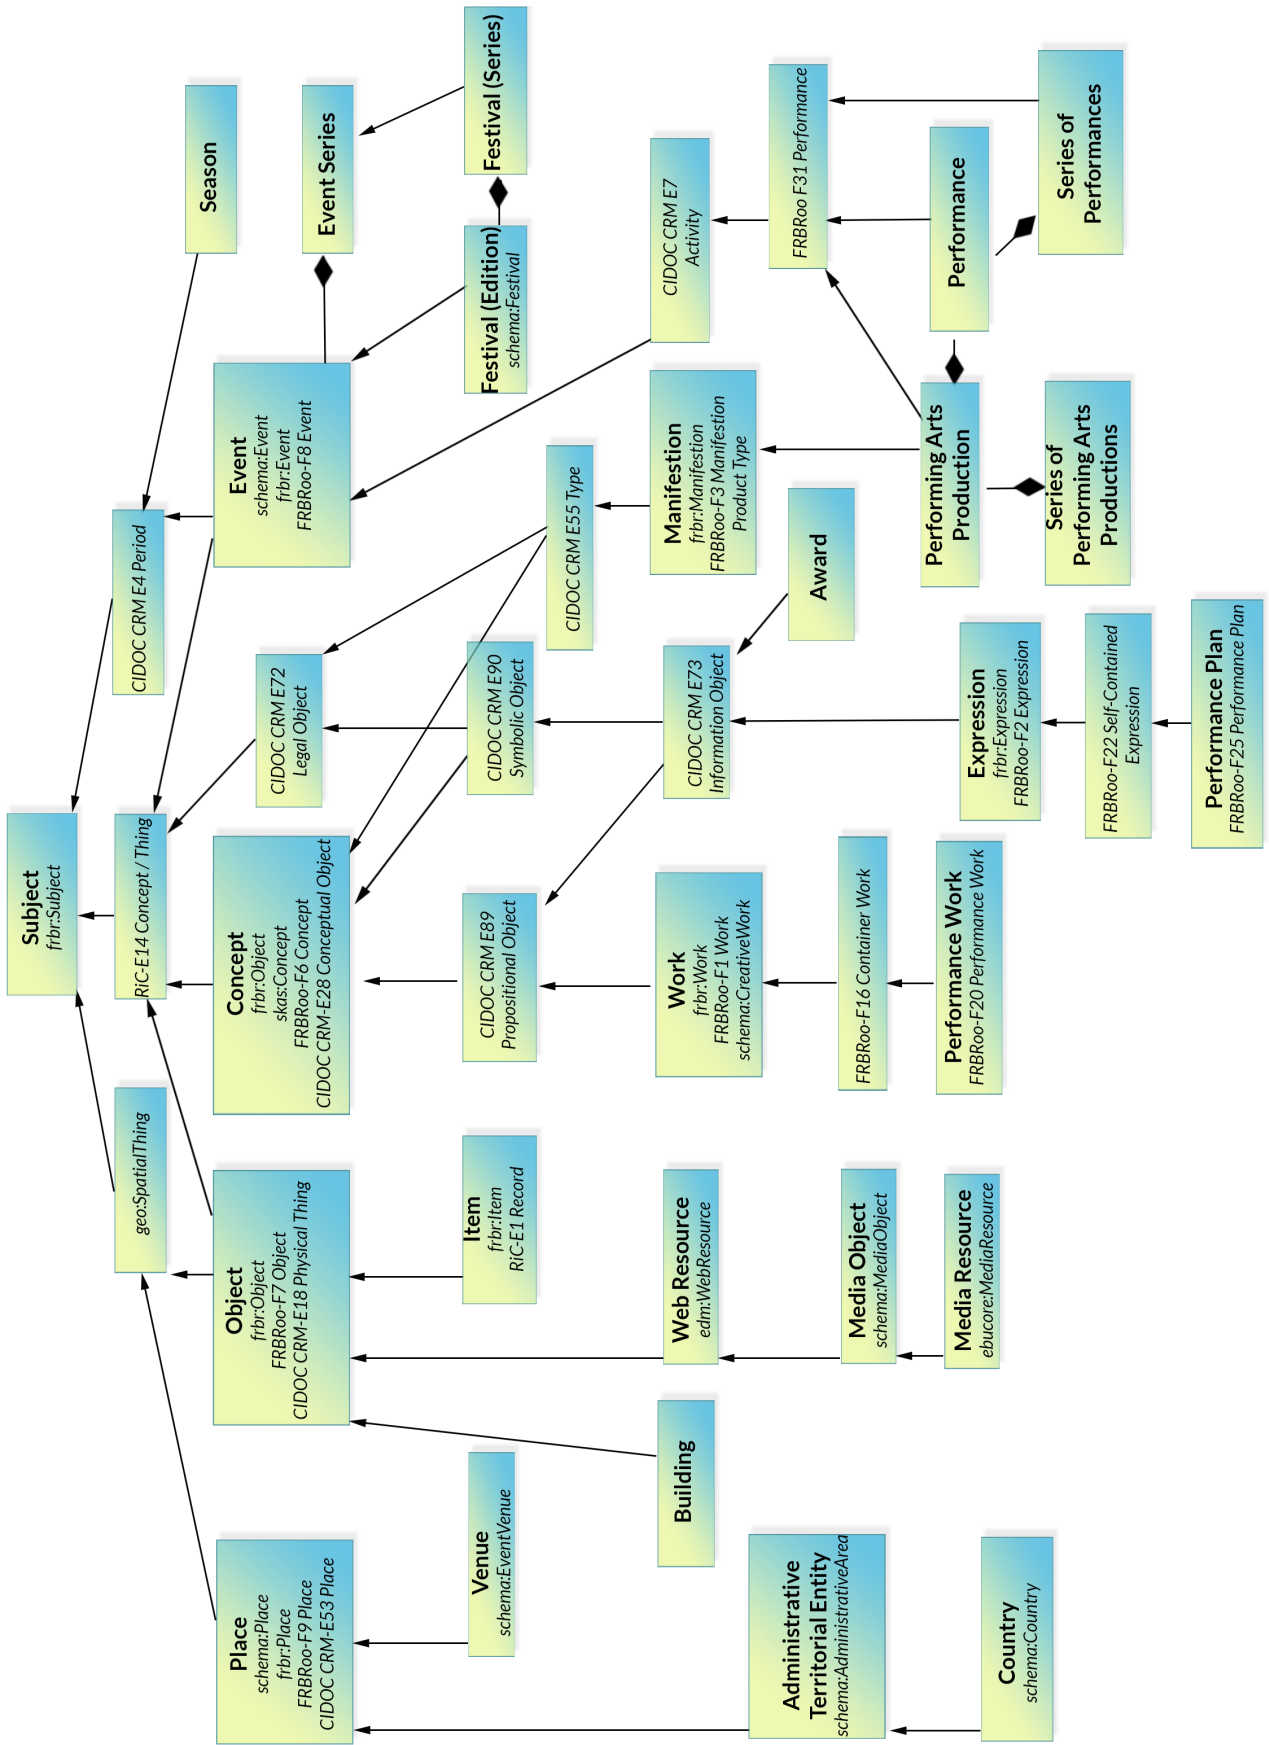 Subject
frbr:Subject
geo:SpatialThing
RiC-E14 Concept / Thing
CIDOC CRM E4 Period
Season
Place
schema:Place
frbr:Place
FRBRoo-F9 Place
CIDOC CRM-E53 Place
Object
frbr:Object
FRBRoo-F7 Object
CIDOC CRM-E18 Physical Thing
Concept
frbr:Object
skas:Concept
FRBRoo-F6 Concept
CIDOC CRM-E28 Conceptual Object
Event
schema:Event
frbr:Event
FRBRoo-F8 Event
CIDOC CRM E72
Legal Object
Event Series
Venue
schema:EventVenue
Item
frbr:Item
RiC-E1 Record
CIDOC CRM E89
Propositional Object
CIDOC CRM E90
Symbolic Object
Festival (Edition)
schema:Festival
Festival (Series)
CIDOC CRM E55 Type
Building
Web Resource
edm:WebResource
Work
frbr:Work
FRBRoo-F1 Work
schema:CreativeWork
CIDOC CRM E73
Information Object
Manifestion
frbr:Manifestion
FRBRoo-F3 Manifestion
Product Type
CIDOC CRM E7
Activity
Administrative
Territorial Entity
schema:AdministrativeArea
Award
FRBRoo F31 Performance
Media Object
schema:MediaObject
FRBRoo-F16 Container Work
Performing Arts
Production
Performance
Media Resource
ebucore:MediaResource
Performance Work
FRBRoo-F20 Performance Work
Expression
frbr:Expression
FRBRoo-F2 Expression
Country
schema:Country
Series of
Performing Arts
Productions
Series of
Performances
FRBRoo-F22 Self-Contained
Expression
Performance Plan
FRBRoo-F25 Performance Plan